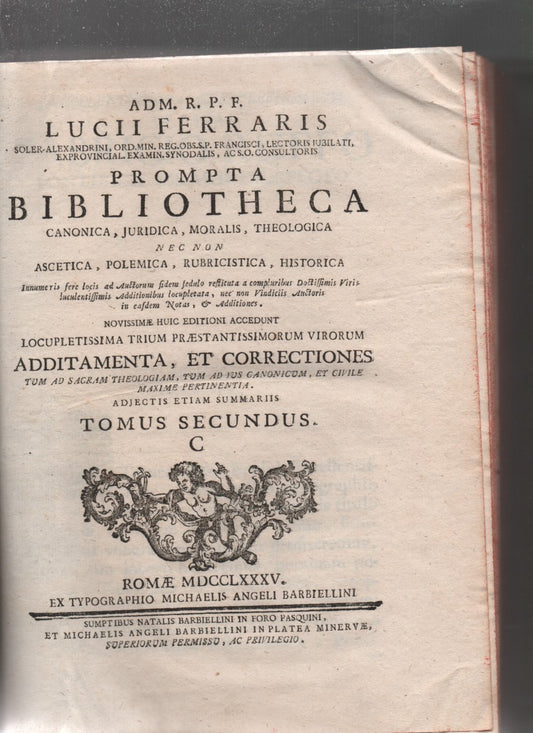 ADM. R. P. F.
LUCII FERRARIS
SOLER-ALEXANDRINI, ORD.MIN. REG.OBS.S.P. FRANCISCI, LECTORIS JUBILATI,
EXPROVINCIAL.EXAMIN.SYNODALIS, AC S.O. CONSULTORIS
PROMPTA
BIBLIOTHECA
CANONICA, JURIDICA, MORALIS, THEOLOGICA
NEC NON
ASCETICA, POLEMICA, RUBRICISTICA, HISTORICA
Innumeris fere locis ad Auctorum fidem sedulo restituta a compluribus Doctissimis Viris
luculentissimis Additionibus locupletata, nec non Vindiciis Auctoris
in easdem Notas, & Additiones.
NOVISSIMÆ HUIC EDITIONI ACCEDUNT
LOCUPLETISSIMA TRIUM PRÆSTANTISSIMORUM VIRORUM
ADDITAMENTA, ET CORRECTIONES
TUM AD SACRAM THEOLOGIAM, TUM AD JUS CANONICUM, ET CIVILE
MAXIME PERTINENTIA.
ADJECTIS ETIAM SUMMARIIS
TOMUS SECUNDUS.
C
ROMÆ MDCCLXXXV.
EX TYPOGRAPHIO MICHAELIS ANGELI BARBIELLINI
SUMPTIBUS NATALIS BARBIELLINI IN FORO PASQUINI,
ET MICHAELIS ANGELI BARBIELLINI IN PLATEA MINERVÆ,
SUPERIORUM PERMISSU, AC PRIVILEGIO.